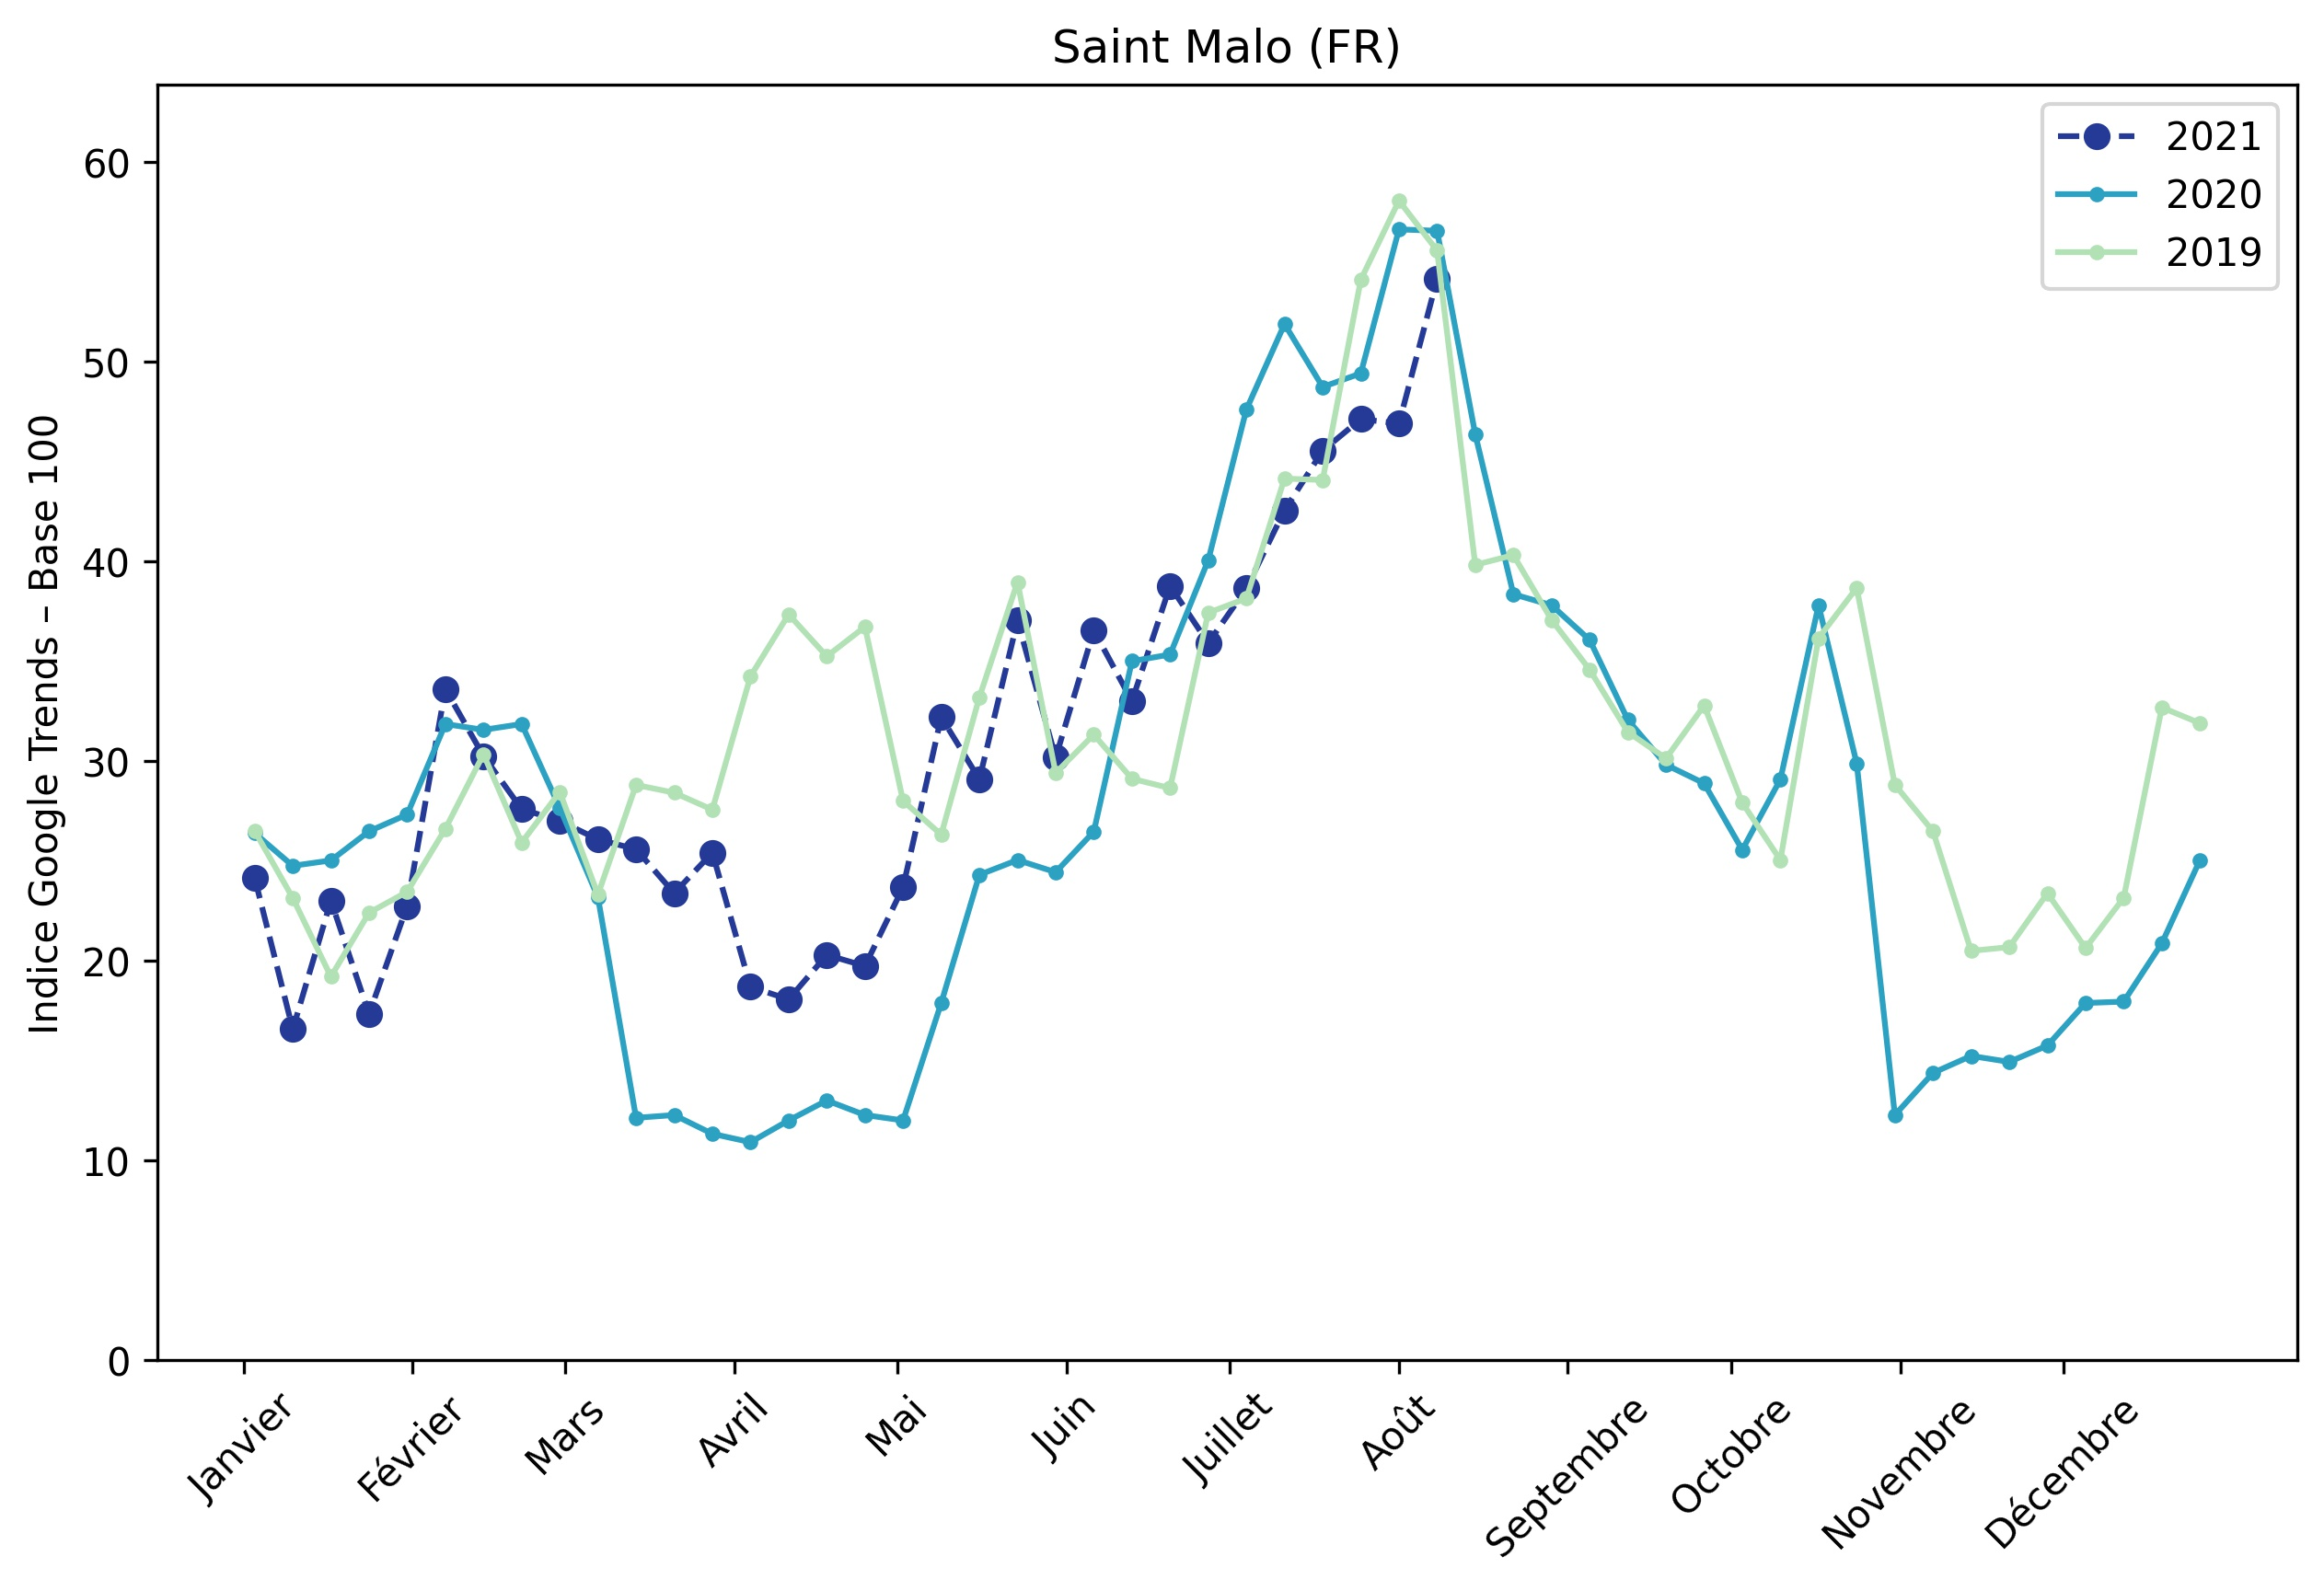 Saint Malo (FR)
2021
2020
2019
Indice Google Trends – Base 100
60
50
40
30
20
10
0
Janvier
Février
Mars
Avril
Mai
Juin
Juillet
Août
Septembre
Octobre
Novembre
Décembre